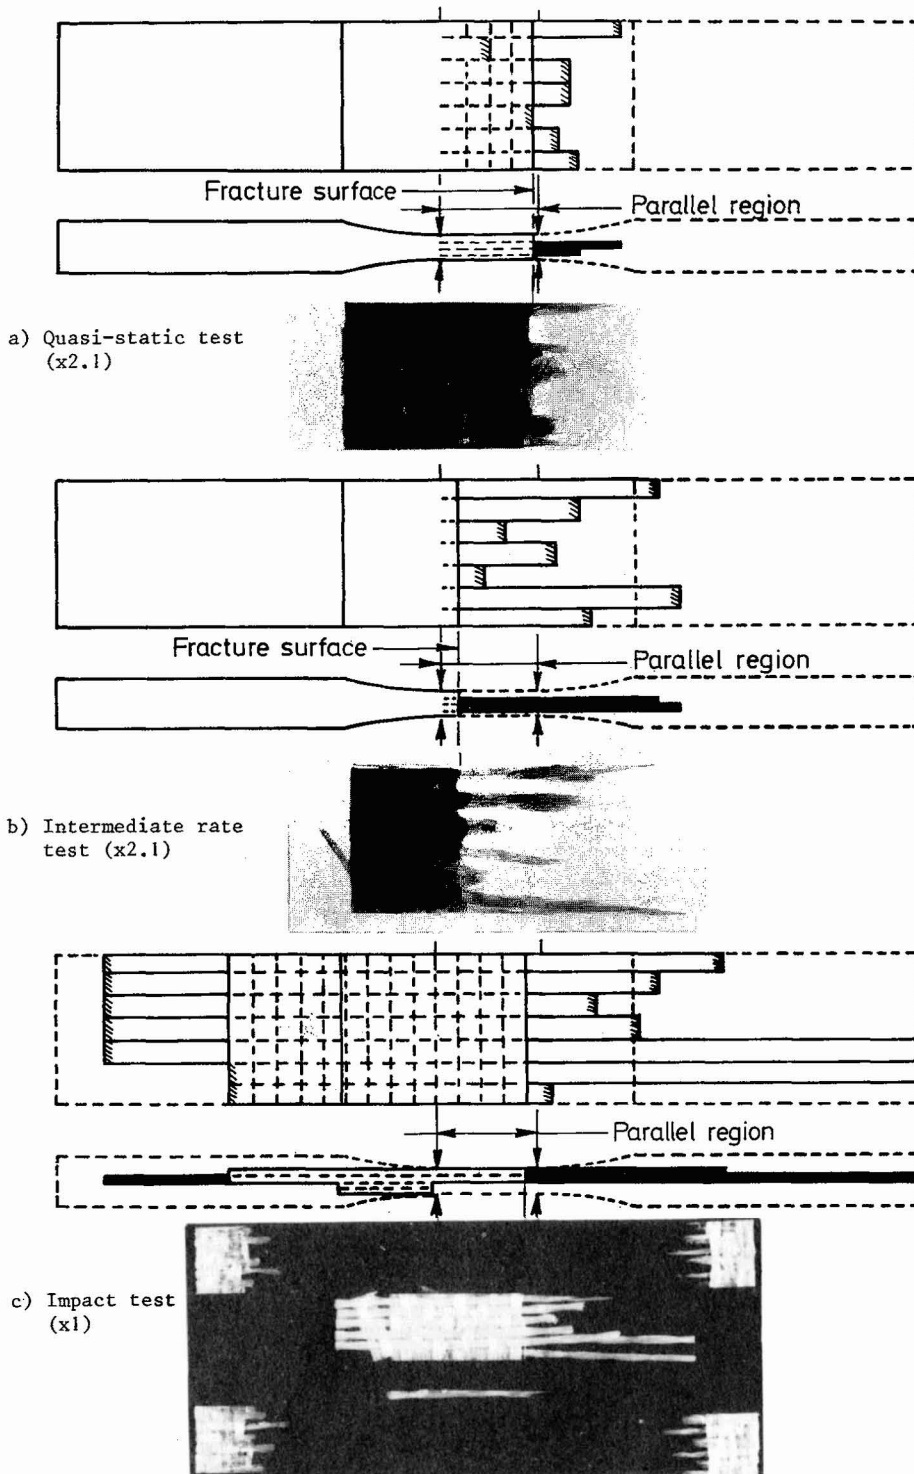 Fracture surface
Parallel region
a) Quasi-static test
(x2.1)
Fracture surface
Parallel region
b) Intermediate rate
test (x2.1)
Parallel region
c) Impact test
(x1)